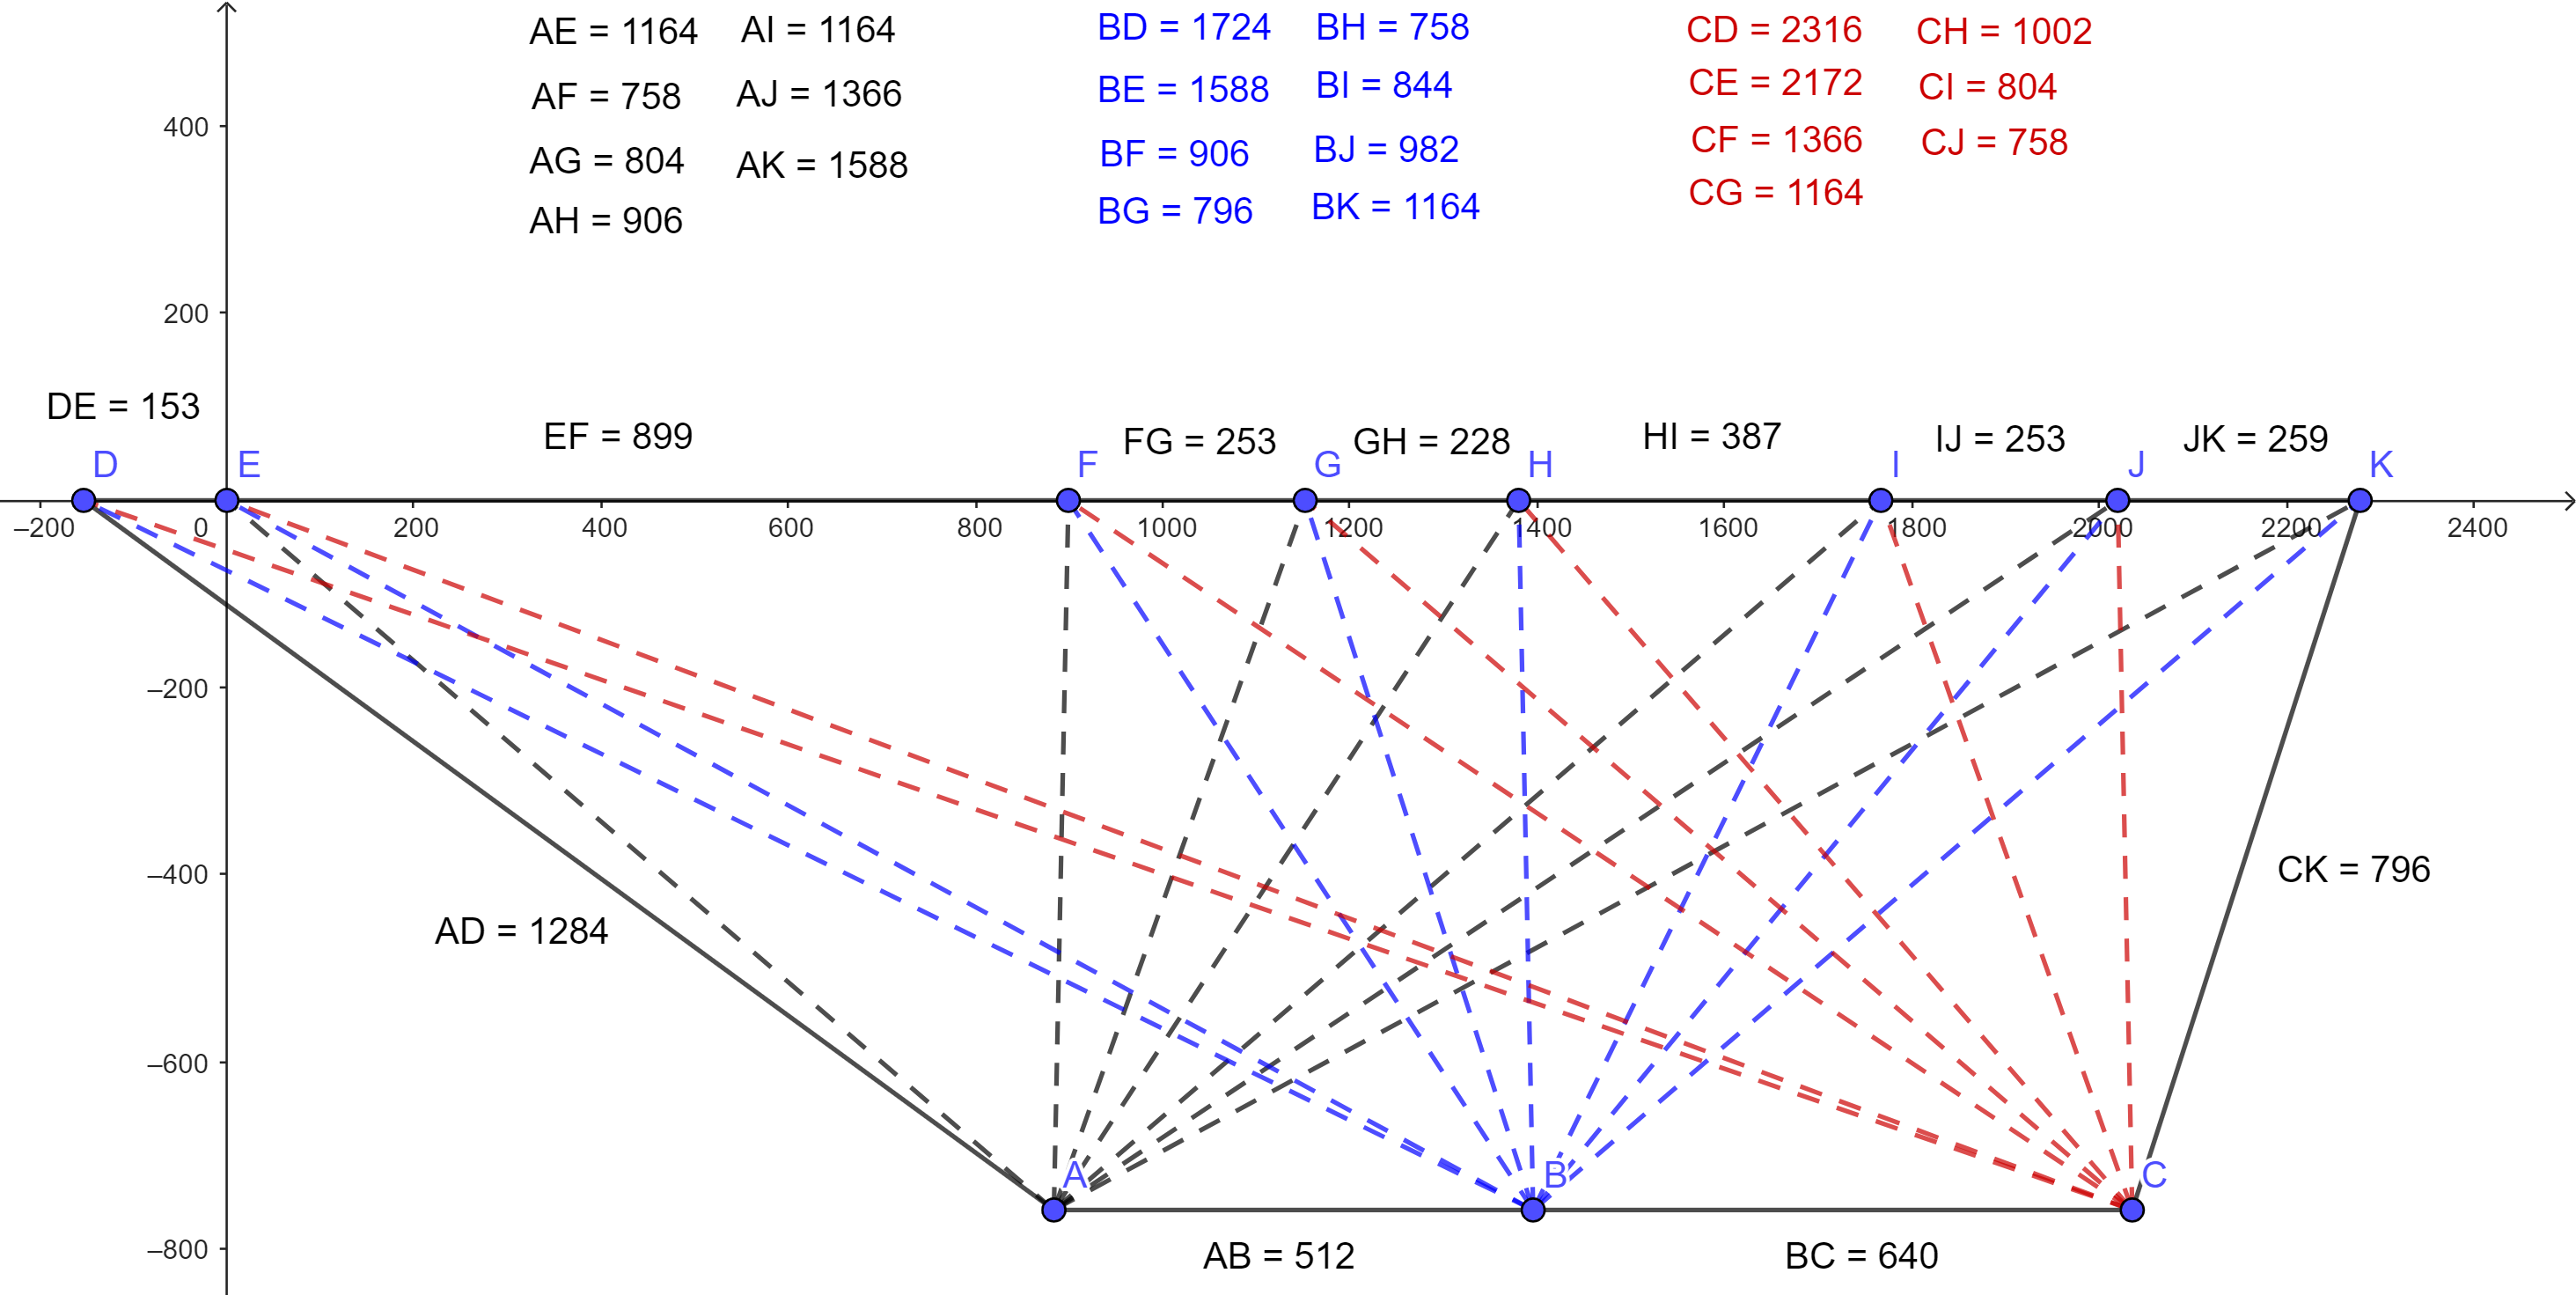 AE = 1164 AI = 1164 BD = 1724 BH = 758 CD = 2316 CH = 1002
AF = 758 AJ = 1366 BE = 1588 BI = 844 CE = 2172 CI = 804
AG = 804 AK = 1588 BF = 906 BJ = 982 CF = 1366 CJ = 758
AH = 906 BG = 796 BK = 1164 CG = 1164
400
200
DE = 153 EF = 899 FG = 253 GH = 228 HI = 387 IJ = 253 JK = 259
D E F G H I J K
–200 0 200 400 600 800 1000 1200 1400 1600 1800 2000 2200 2400
–200
–400
CK = 796
AD = 1284
–600
A B C
–800
AB = 512 BC = 640